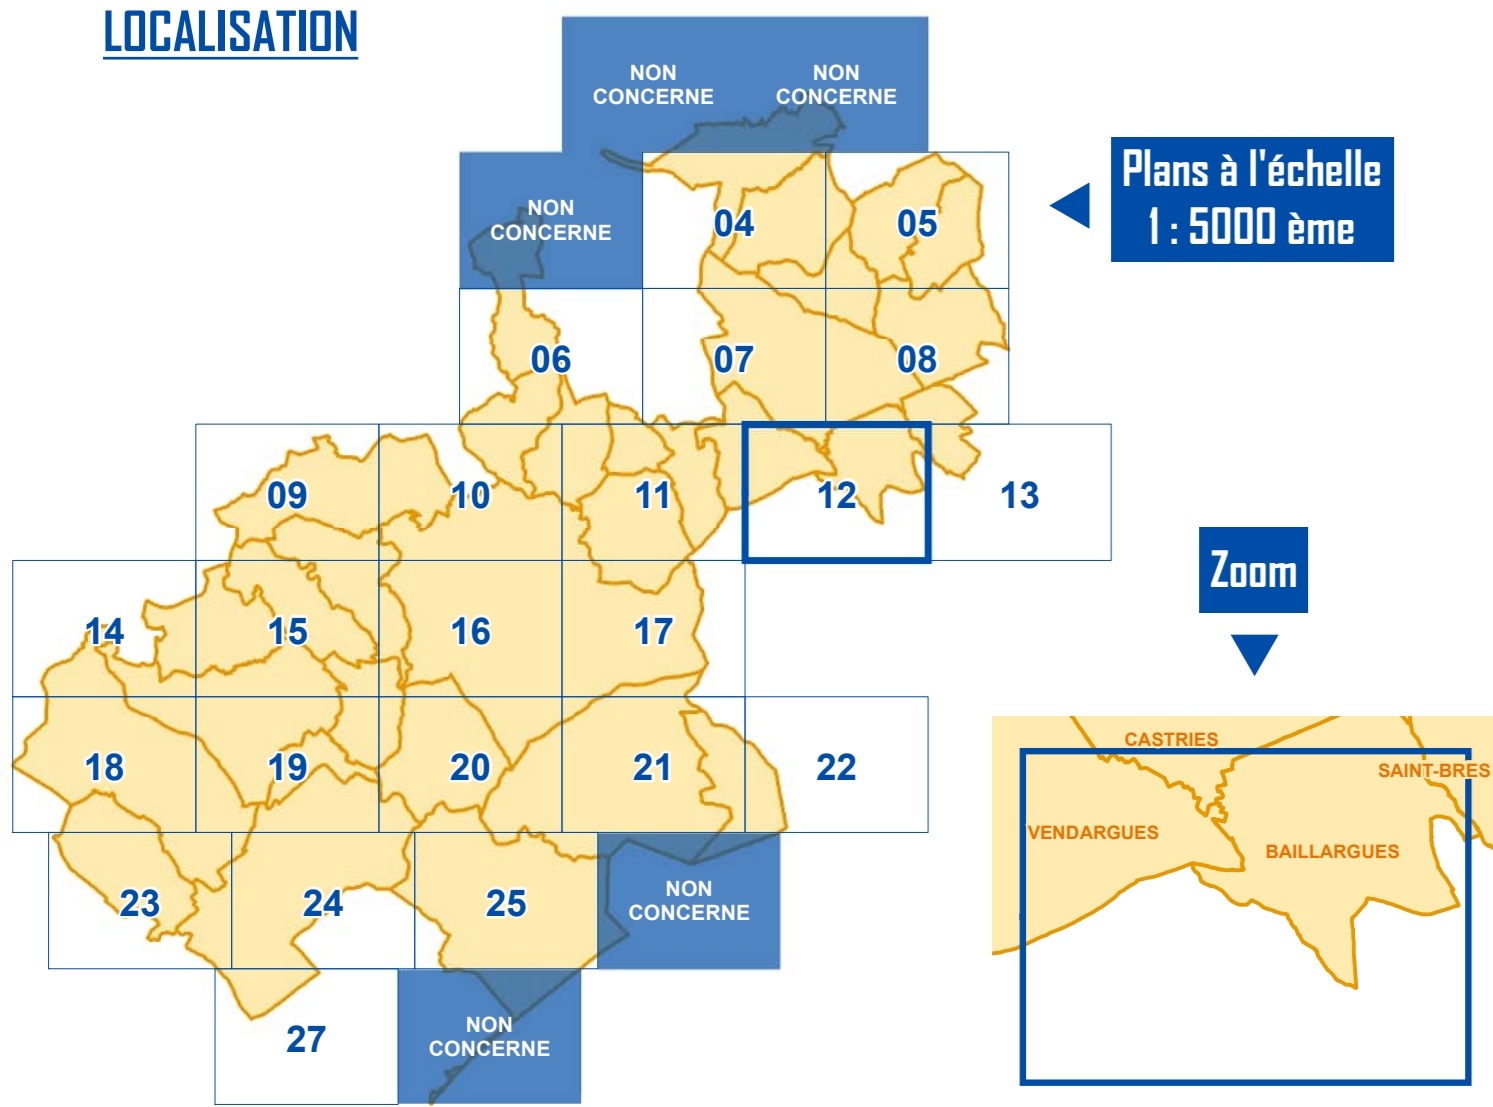 LOCALISATION
NON
CONCERNE
NON
CONCERNE
Plans à l'échelle
1 : 5000 ème
NON
CONCERNE
04
05
06
07
08
09
10
11
12
13
Zoom
14
15
16
17
18
19
20
21
22
CASTRIES
SAINT-BRES
VENDARGUES
BAILLARGUES
23
24
25
NON
CONCERNE
27
NON
CONCERNE